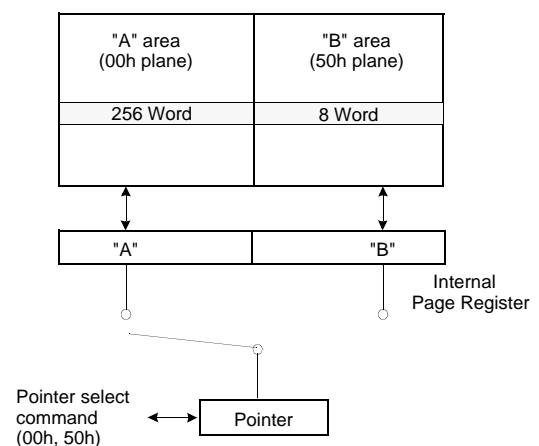 "A" area
(00h plane)
"B" area
(50h plane)
256 Word
8 Word
"A"
"B"
Internal
Page Register
Pointer select
command
(00h, 50h)
Pointer